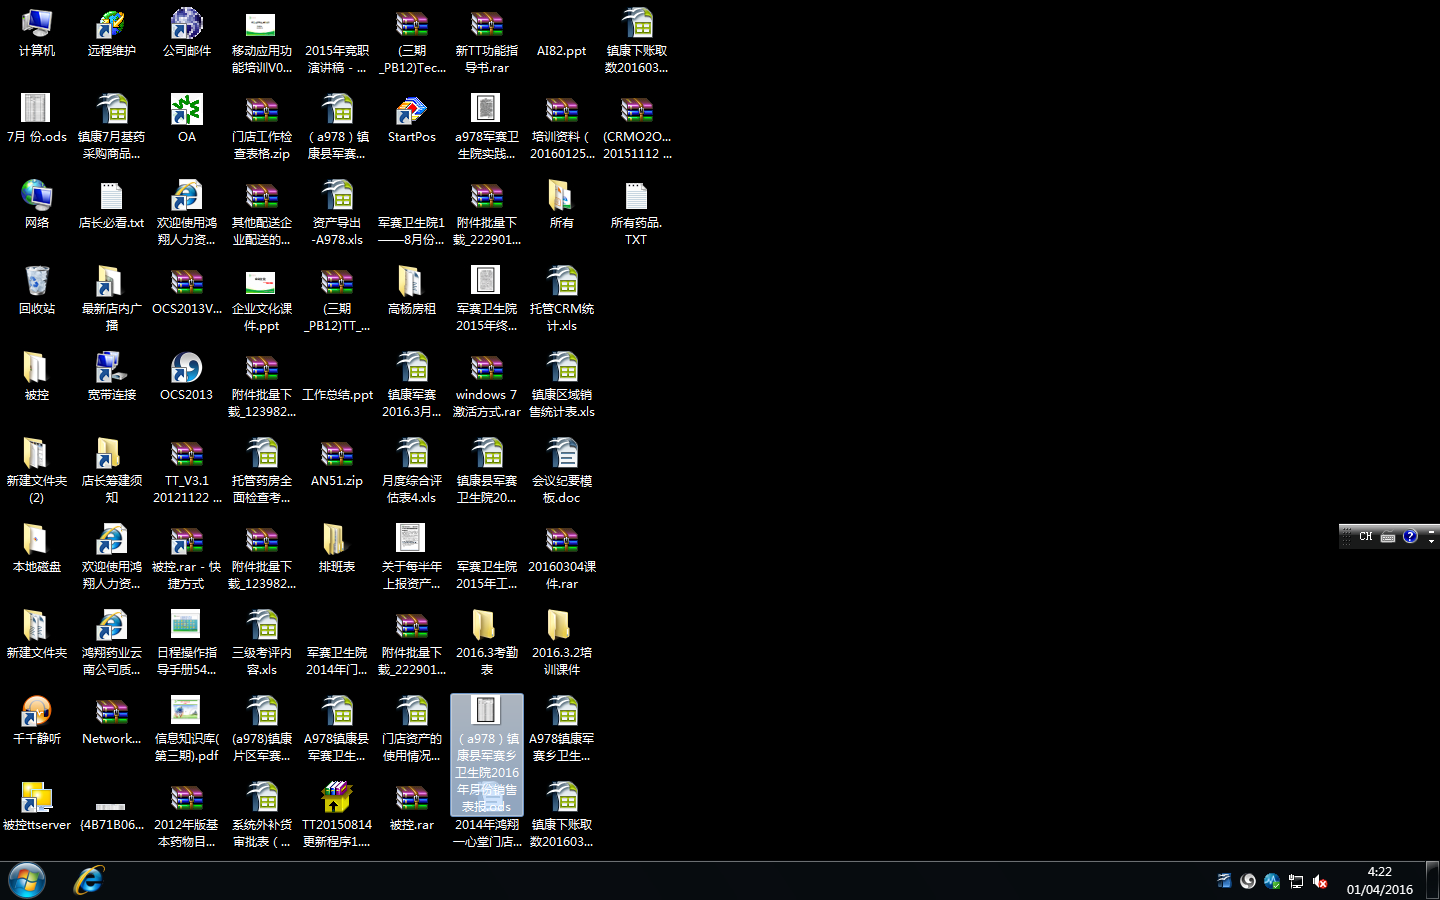 计算机
远程维护
公司邮件
移动应用功
能培训V0...
2015年竞职
演讲稿 - ...
(三期
_PB12)Tec...
新TT功能指
导书.rar
AI82.ppt
镇康下账取
数201603...
7月 份.ods
镇康7月基药
采购商品...
OA
门店工作检
查表格.zip
（a978）镇
康县军赛...
StartPos
a978军赛卫
生院实践...
培训资料（
20160125...
(CRMO2O...
20151112 ...
网络
店长必看.txt
欢迎使用鸿
翔人力资...
其他配送企
业配送的...
资产导出
-A978.xls
军赛卫生院1
——8月份...
附件批量下
载_222901...
所有
所有药品.
TXT
回收站
最新店内广
播
OCS2013V...
企业文化课
件.ppt
(三期
_PB12)TT_...
高杨房租
军赛卫生院
2015年终...
托管CRM统
计.xls
被控
宽带连接
OCS2013
附件批量下
载_123982...
工作总结.ppt
镇康军赛
2016.3月...
windows 7
激活方式.rar
镇康区域销
售统计表.xls
新建文件夹
(2)
店长筹建须
知
TT_V3.1
20121122 ...
托管药房全
面检查考...
AN51.zip
月度综合评
估表4.xls
镇康县军赛
卫生院20...
会议纪要模
板.doc
本地磁盘
欢迎使用鸿
翔人力资...
被控.rar - 快
捷方式
附件批量下
载_123982...
排班表
关于每半年
上报资产...
军赛卫生院
2015年工...
20160304课
件.rar
新建文件夹
鸿翔药业云
南公司质...
日程操作指
导手册54...
三级考评内
容.xls
军赛卫生院
2014年门...
附件批量下
载_222901...
2016.3考勤
表
2016.3.2培
训课件
千千静听
Network...
信息知识库(
第三期).pdf
(a978)镇康
片区军赛...
A978镇康县
军赛卫生...
门店资产的
使用情况...
（a978）镇
康县军赛乡
卫生院2016
年月份销售
表报.ods
A978镇康军
赛乡卫生...
被控ttserver
{4B71B06...
2012年版基
本药物目...
系统外补货
审批表（...
TT20150814
更新程序1....
被控.rar
2014年鸿翔
一心堂门店...
镇康下账取
数201603...
CH
4:22
01/04/2016